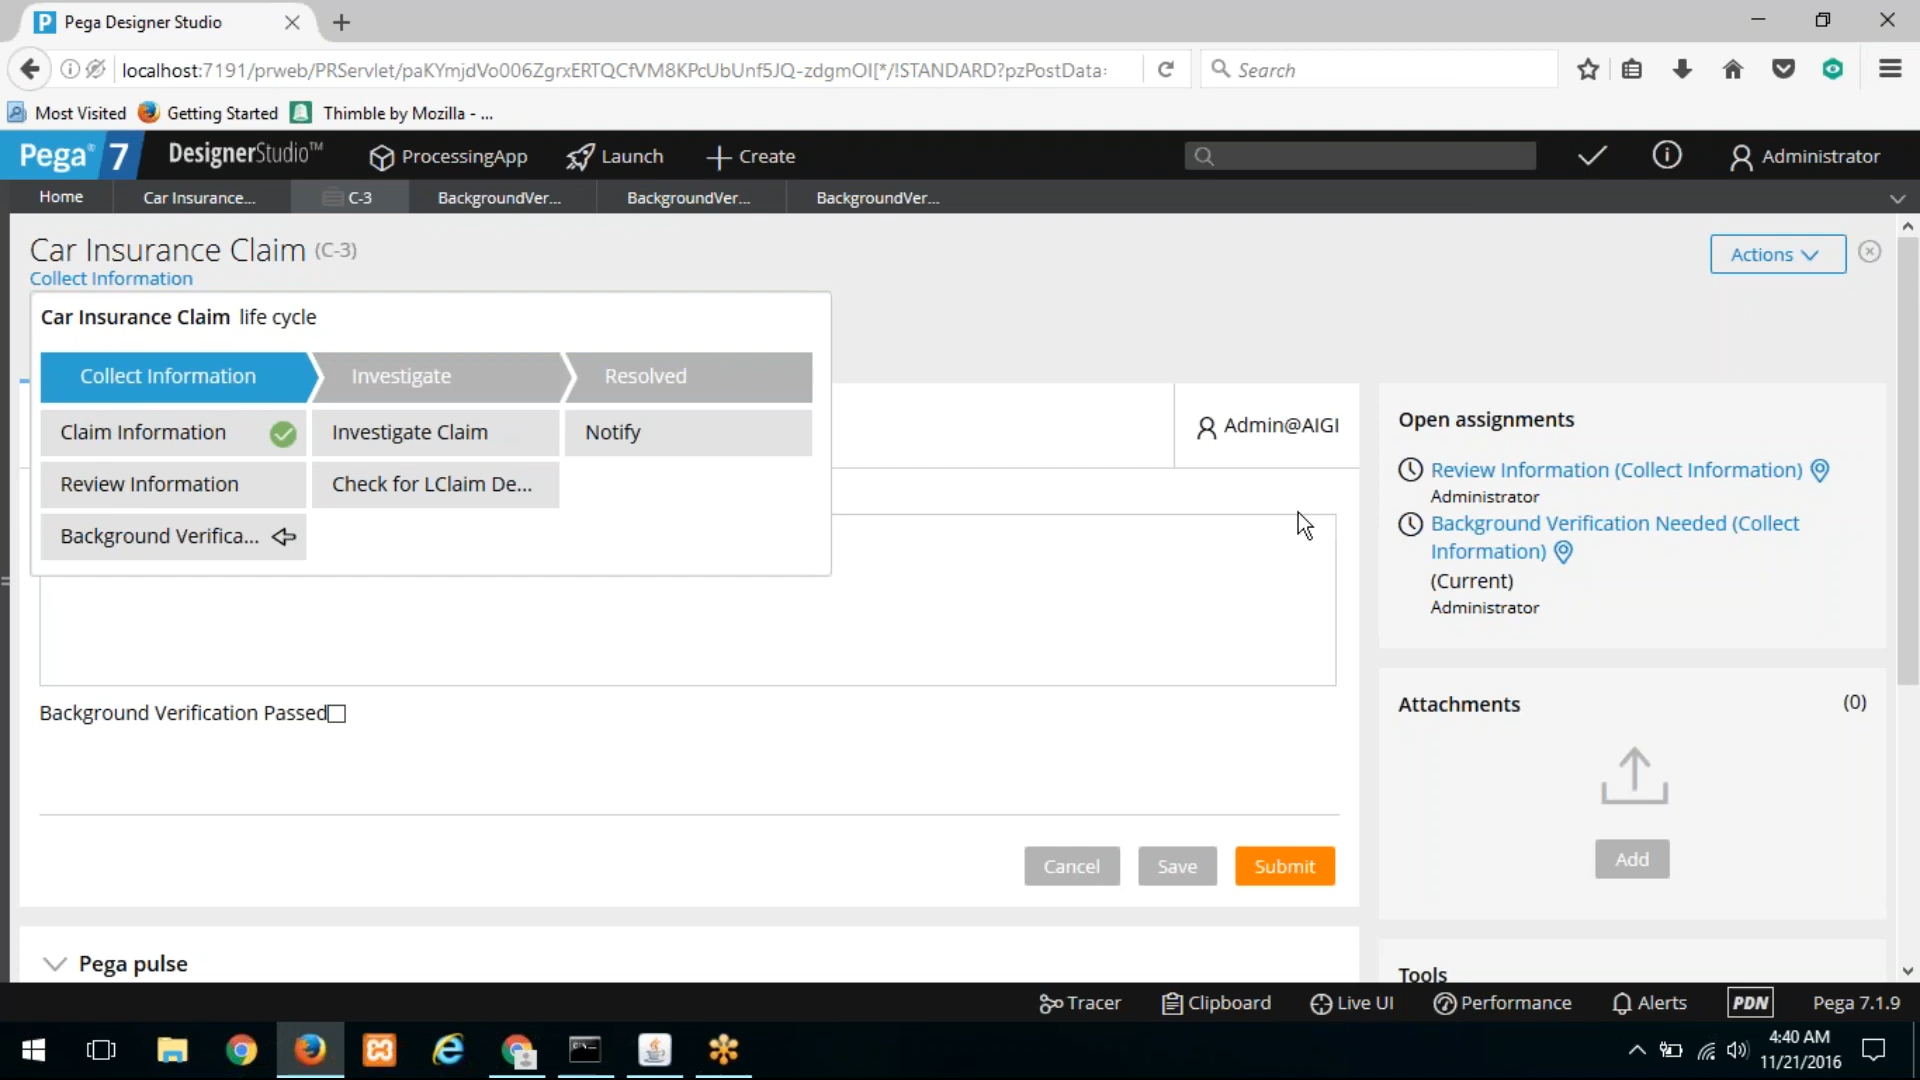 Pega Designer Studio
localhost:7191/prweb/PRServlet/paKYmjdVo006ZgrxERTQCfVM8KPcUbUnf5JQ-zdgmOI[*/!STANDARD?pzPostData:
Search
Most Visited
Getting Started
Thimble by Mozilla - ...
Pega® 7
DesignerStudio™
ProcessingApp
Launch
Create
Administrator
Home
Car Insurance...
C-3
BackgroundVer...
BackgroundVer...
BackgroundVer...
Car Insurance Claim (C-3)
Actions
Collect Information
Car Insurance Claim life cycle
Collect Information
Investigate
Resolved
Claim Information
Investigate Claim
Notify
Review Information
Check for LClaim De...
Background Verifica...
Admin@AIGI
Open assignments
Review Information (Collect Information)
Administrator
Background Verification Needed (Collect
Information)
(Current)
Administrator
Background Verification Passed
Attachments
(0)
Add
Cancel
Save
Submit
Pega pulse
Tools
Tracer
Clipboard
Live UI
Performance
Alerts
PDN
Pega 7.1.9
4:40 AM
11/21/2016